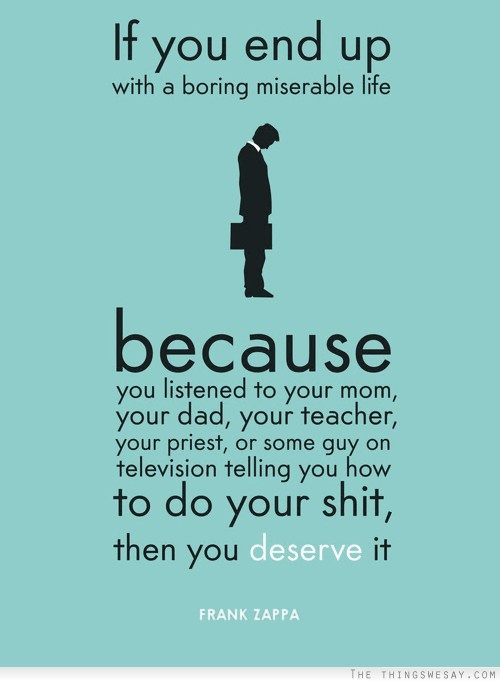 If you end up
with a boring miserable life
because
you listened to your mom,
your dad, your teacher,
your priest, or some guy on
television telling you how
to do your shit,
then you deserve it
FRANK ZAPPA
THE THINGSWESAY.COM